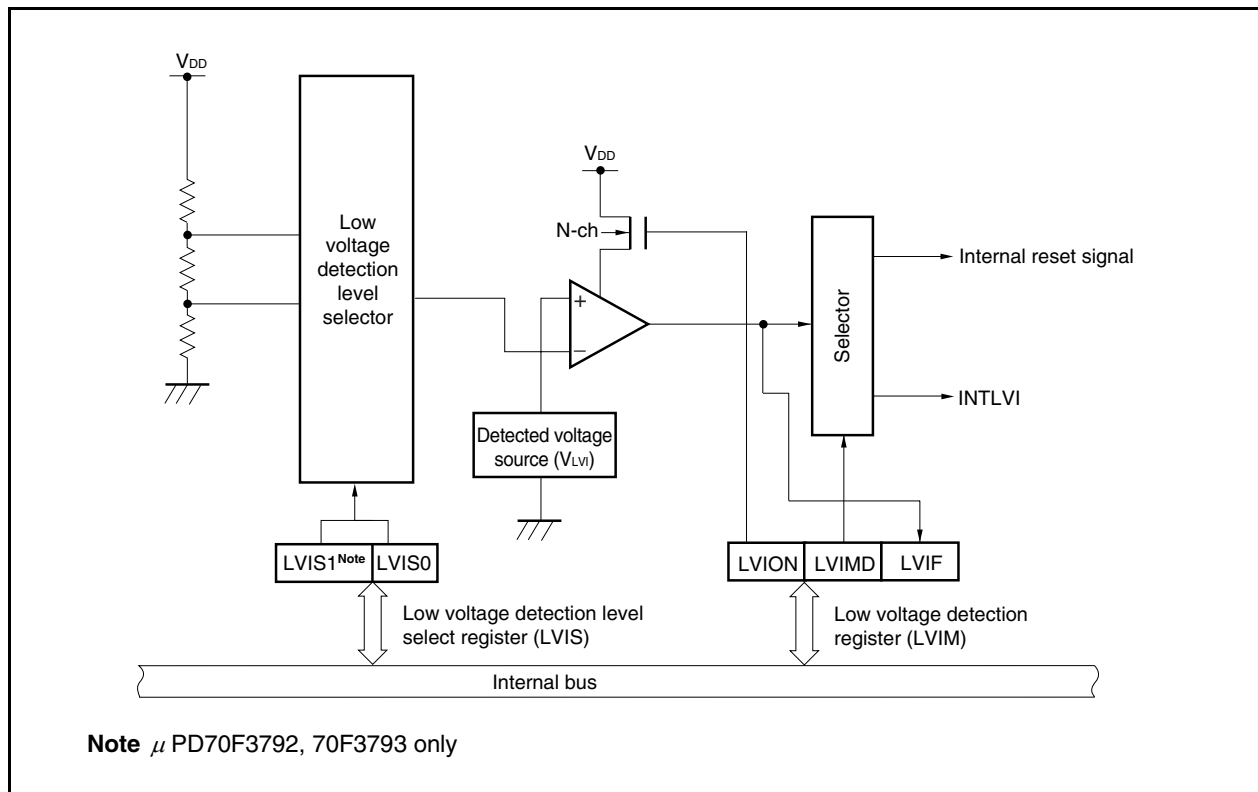 VDD
Low
voltage
detection
level
selector
VDD
N-ch
+
−
Detected voltage
source (VLVI)
Selector
Internal reset signal
INTLVI
LVIS1Note LVIS0
LVION LVIMD LVIF
Low voltage detection level
select register (LVIS)
Low voltage detection
register (LVIM)
Internal bus
Note μ PD70F3792, 70F3793 only